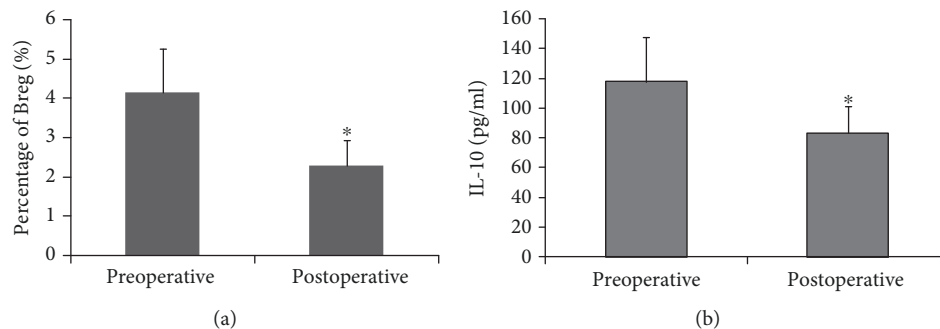 Percentage of Breg (%)
6
5
4
3
2
1
0
*
Preoperative
Postoperative
(a)
IL-10 (pg/ml)
160
140
120
100
80
60
40
20
0
*
Preoperative
Postoperative
(b)